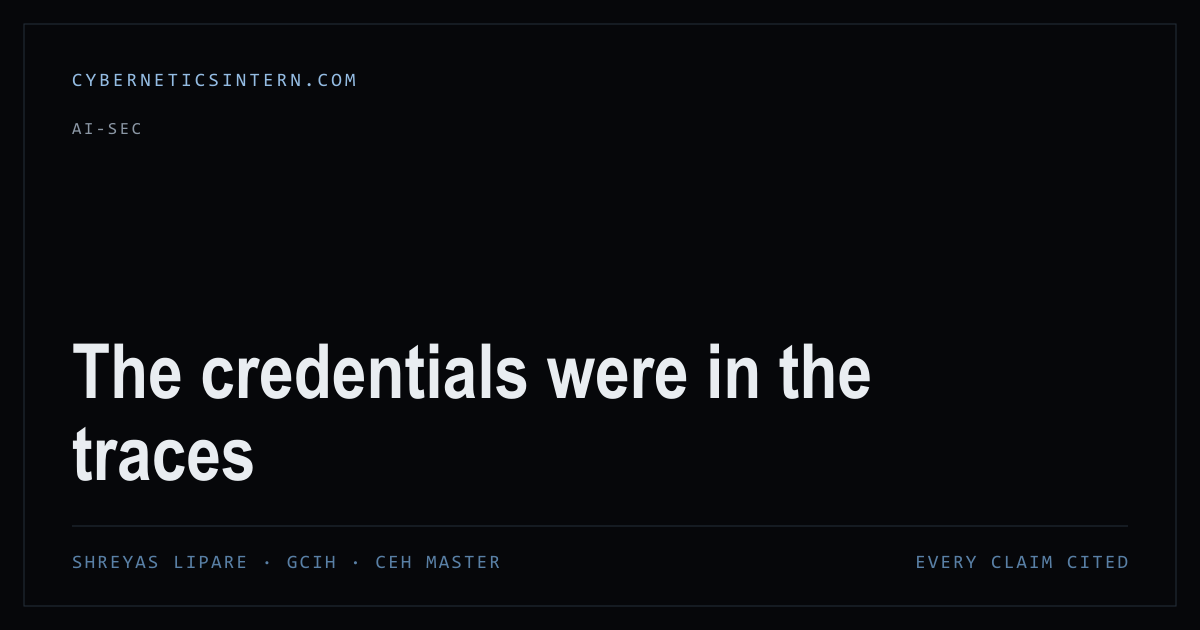 CYBERNETICSINTERN.COM
AI-SEC
The credentials were in the
traces
SHREYAS LIPARE · GCIH · CEH MASTER
EVERY CLAIM CITED